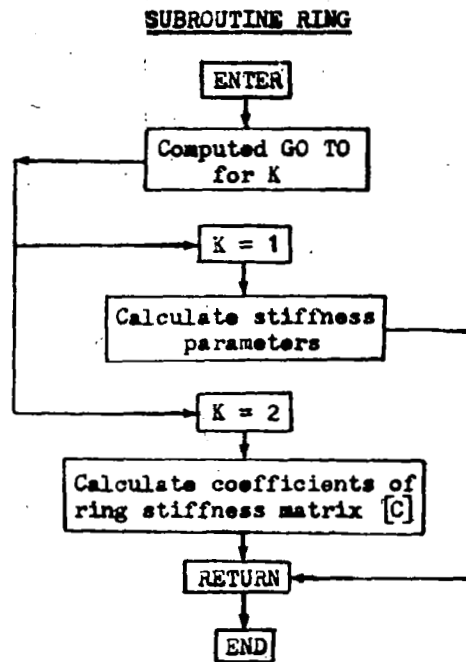 SUBROUTINE RING
ENTER
Computed GO TO
for K
K = 1
Calculate stiffness
parameters
K = 2
Calculate coefficients of
ring stiffness matrix [C]
RETURN
END